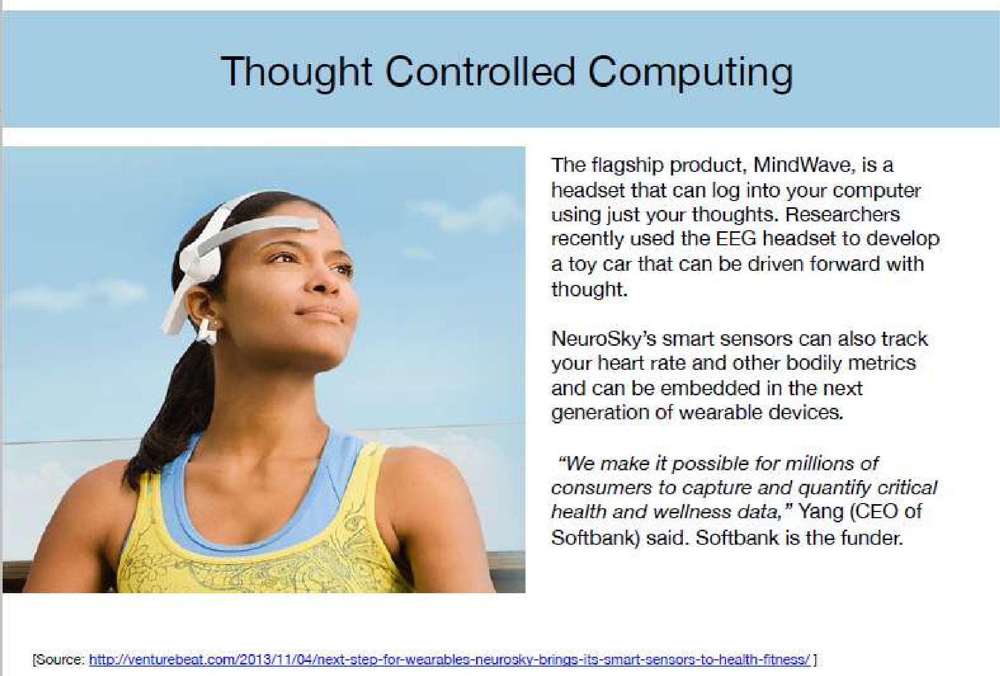 Thought Controlled Computing
The flagship product, MindWave, is a
headset that can log into your computer
using just your thoughts. Researchers
recently used the EEG headset to develop
a toy car that can be driven forward with
thought.
NeuroSky’s smart sensors can also track
your heart rate and other bodily metrics
and can be embedded in the next
generation of wearable devices.
“We make it possible for millions of
consumers to capture and quantify critical
health and wellness data,” Yang (CEO of
Softbank) said. Softbank is the funder.
[Source: http://venturebeat.com/2013/11/04/next-step-for-wearables-neurosky-brings-its-smart-sensors-to-health-fitness/ ]